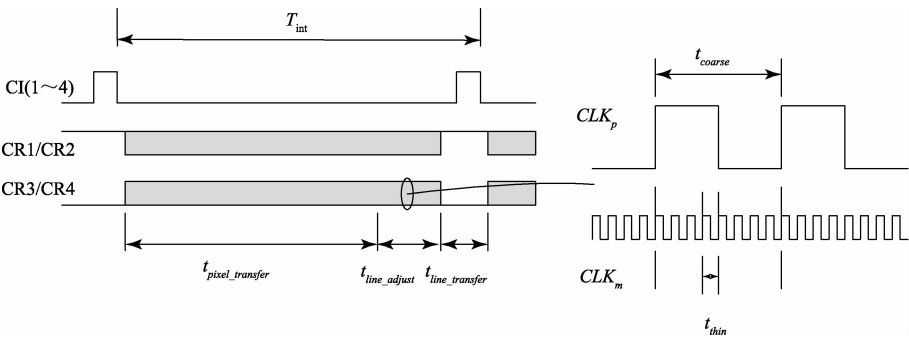 T_int
CI(1～4)
CR1/CR2
CR3/CR4
t_pixel_transfer
t_line_adjust
t_line_transfer
t_coarse
CLK_p
CLK_m
t_thin